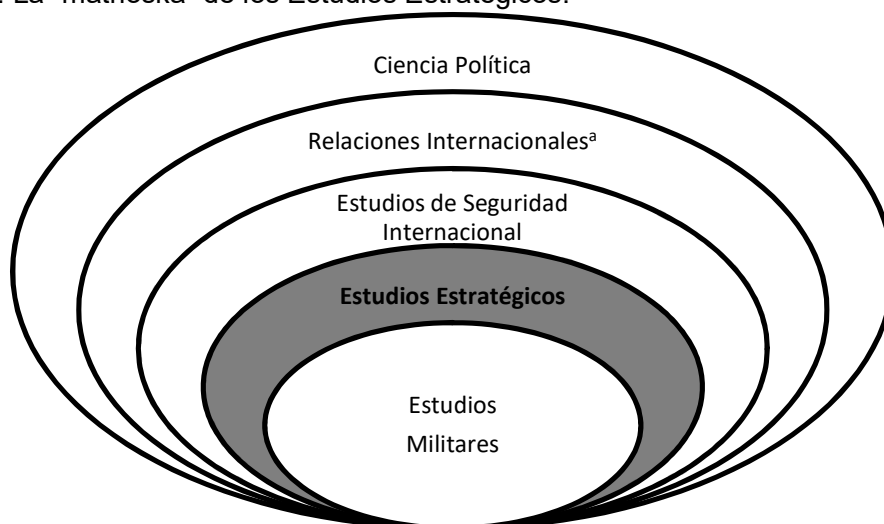 La "matrioska" de los Estudios Estratégicos.
Ciencia Política
Relaciones Internacionalesᵃ
Estudios de Seguridad
Internacional
Estudios Estratégicos
Estudios
Militares